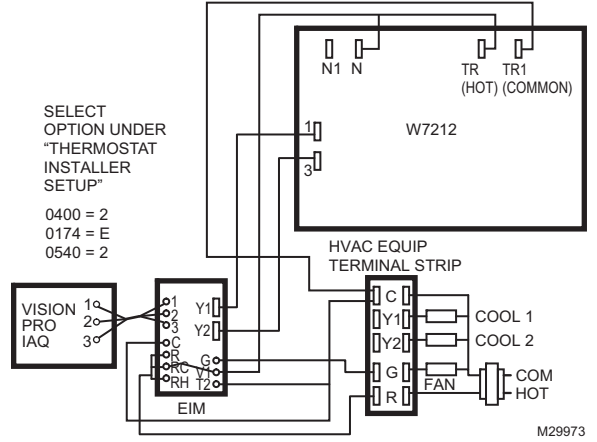 N1 N
TR
(HOT)
TR1
(COMMON)
SELECT
OPTION UNDER
“THERMOSTAT
INSTALLER
SETUP”
0400 = 2
0174 = E
0540 = 2
1
3
W7212
HVAC EQUIP
TERMINAL STRIP
VISION
PRO
IAQ
1
2
3
1
2
3
C
R
RC
RH
Y1
Y2
G
V1
T2
EIM
C
Y1
Y2
G
R
COOL 1
COOL 2
FAN
COM
HOT
M29973